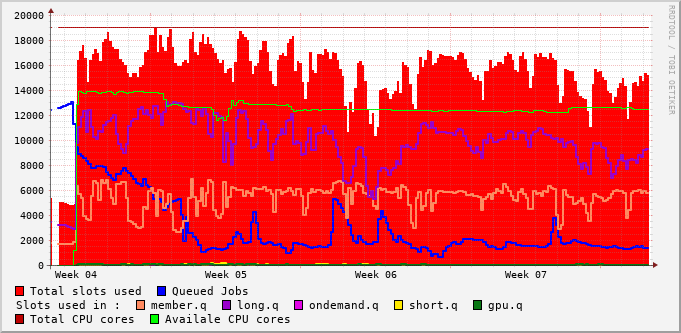 20000
18000
16000
14000
12000
10000
8000
6000
4000
2000
0
Week 04 Week 05 Week 06 Week 07
RRDTOOL / TOBI OETIKER
Total slots used Queued Jobs
Slots used in : member.q long.q ondemand.q short.q gpu.q
Total CPU cores Availale CPU cores